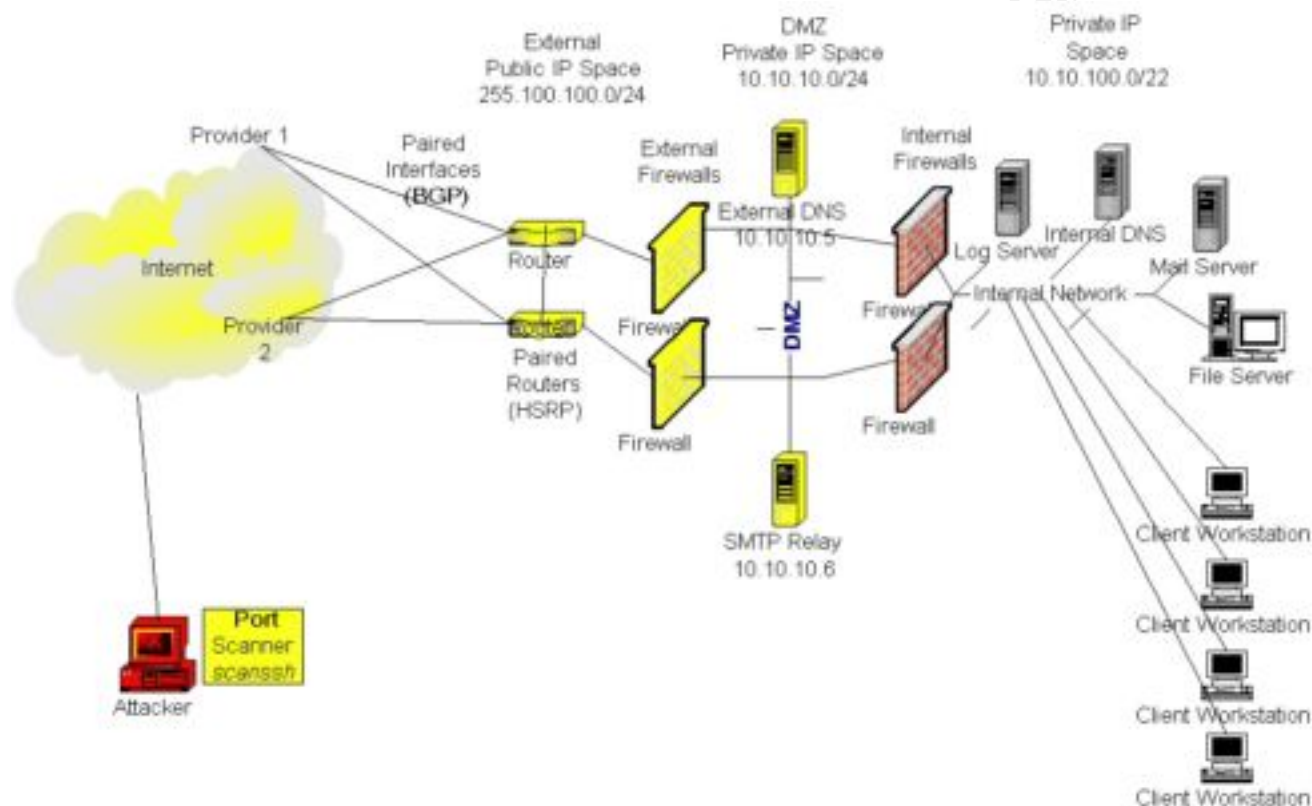 External
Public IP Space
255.100.100.0/24
DMZ
Private IP Space
10.10.10.0/24
Private IP
Space
10.10.100.0/22
Provider 1
Paired
Interfaces
(BGP)
External
Firewalls
Internal
Firewalls
External DNS
10.10.10.5
Router
Log Server
Internal DNS
Mail Server
Internet
Internal Network
Provider
2
Router
Firewall
DMZ
Firewall
File Server
Paired
Routers
(HSRP)
Firewall
Firewall
SMTP Relay
10.10.10.6
Client Workstation
Client Workstation
Client Workstation
Client Workstation
Port
Scanner
scanssh
Attacker